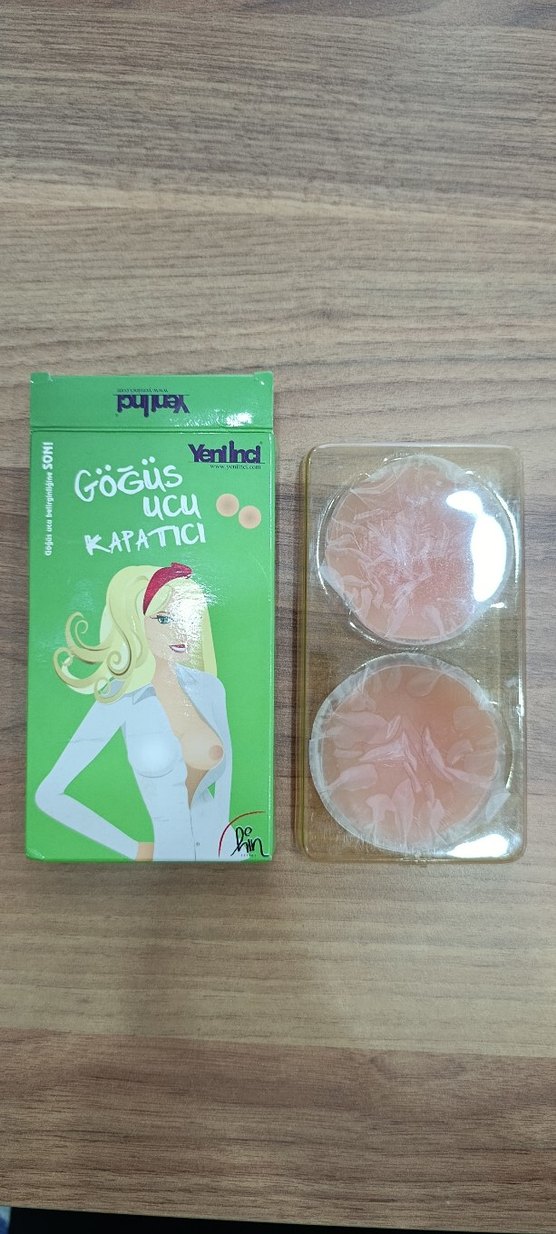 Yeni İnci
www.yeniinci.com
Göğüs ucu belirginliğine SON!
Yeni İnci
www.yeniinci.com
GÖĞÜS
UCU
KAPATICI